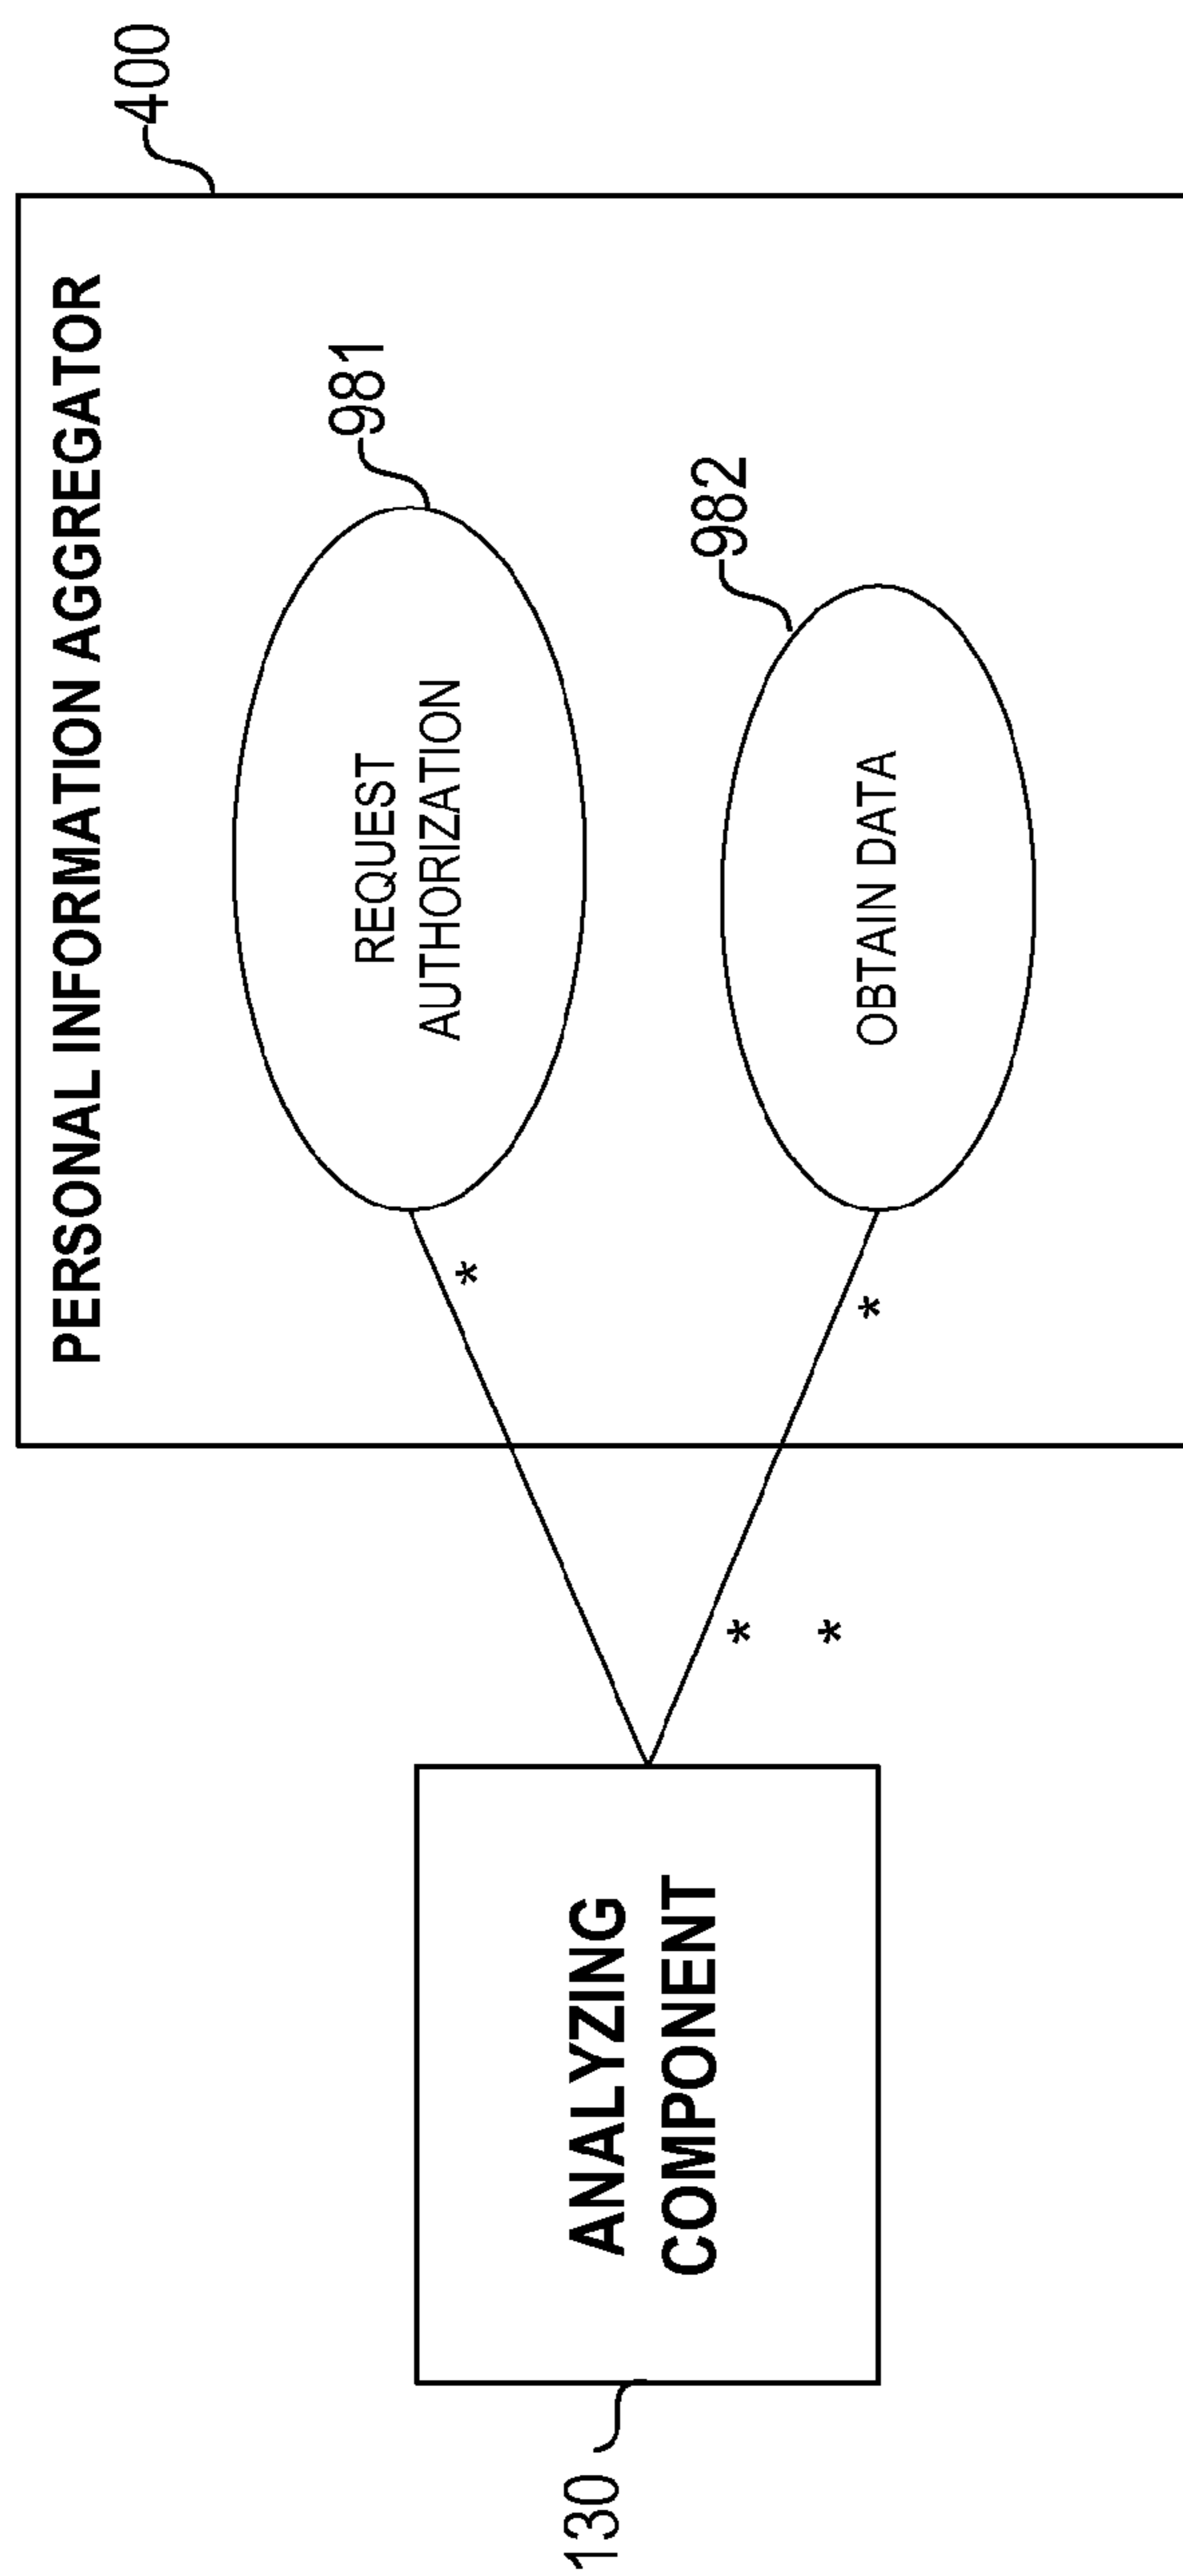 PERSONAL INFORMATION AGGREGATOR
400
REQUEST
AUTHORIZATION
981
OBTAIN DATA
982
*
*
*
*
ANALYZING
COMPONENT
130